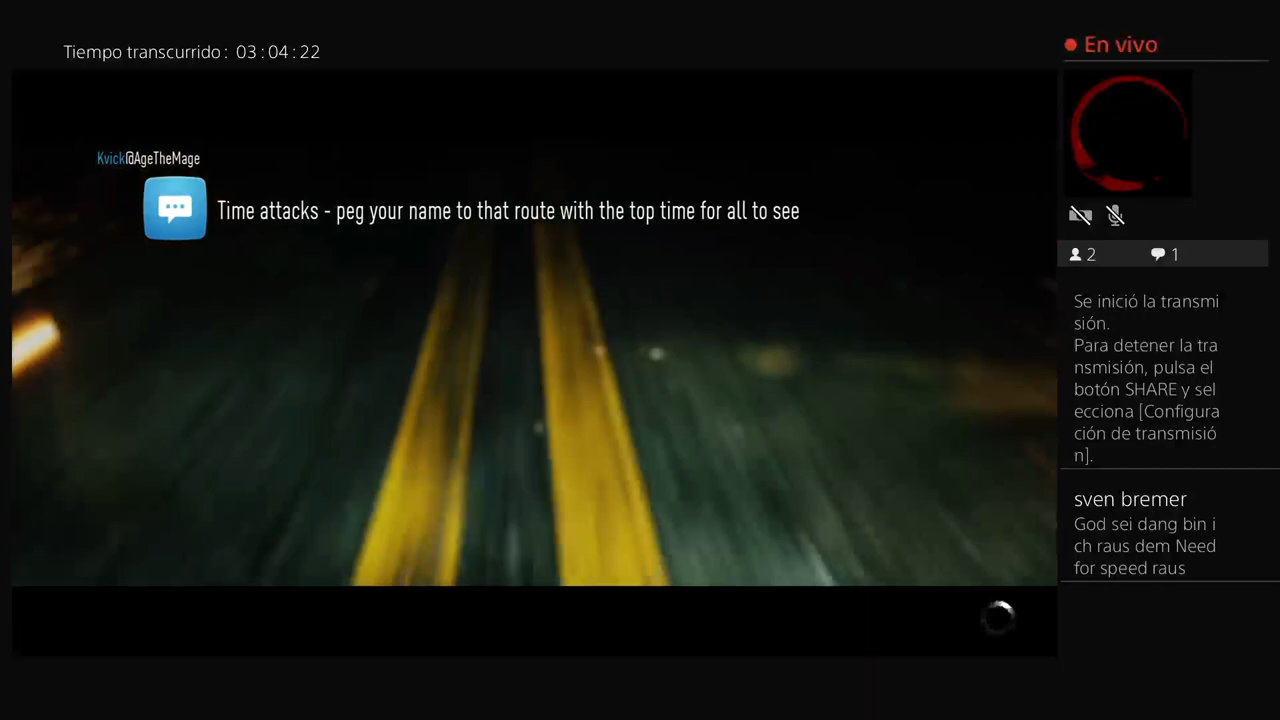 Tiempo transcurrido: 03:04:22
En vivo
Kvick@AgeTheMage
Time attacks - peg your name to that route with the top time for all to see
2 1
Se inició la transmi
sión.
Para detener la tra
nsmisión, pulsa el
botón SHARE y sel
ecciona [Configura
ción de transmisió
n].
sven bremer
God sei dang bin i
ch raus dem Need
for speed raus